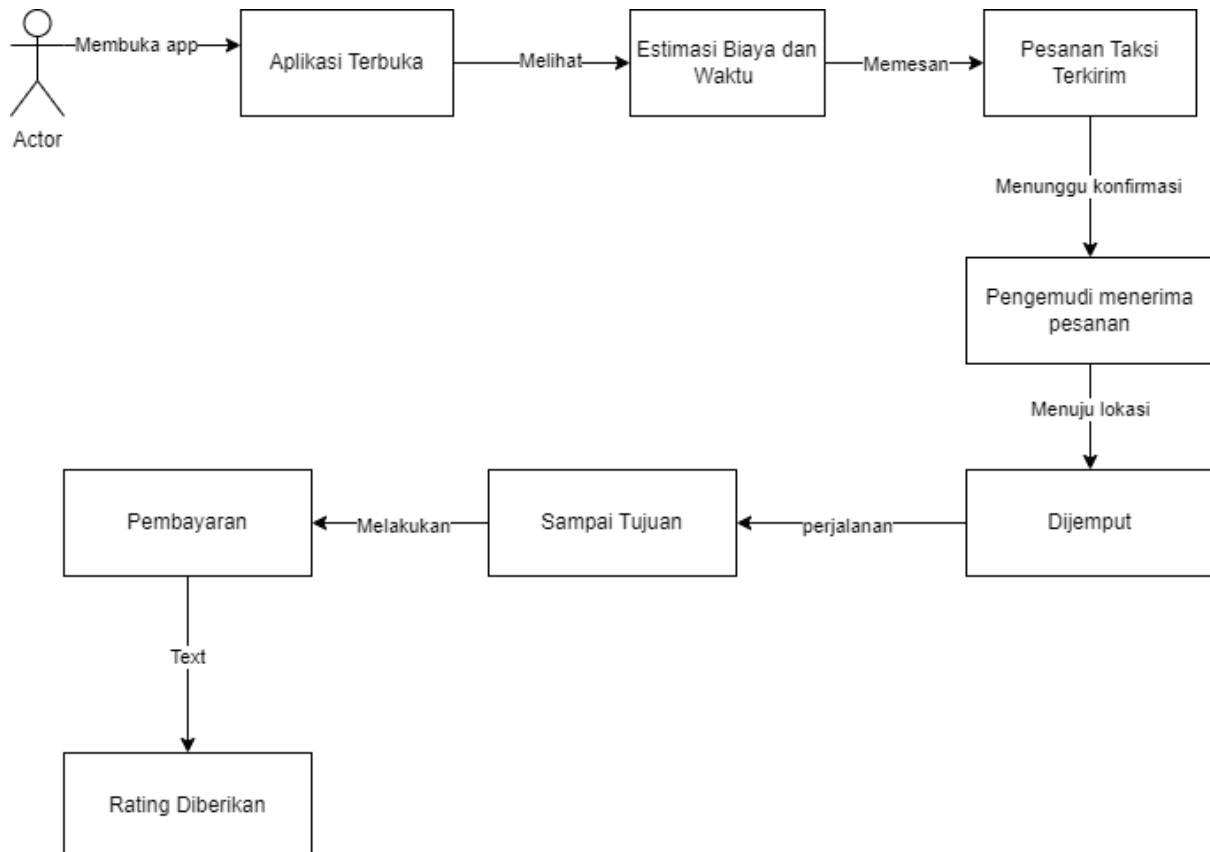 Membuka app
Aplikasi Terbuka
Melihat
Estimasi Biaya dan
Waktu
Memesan
Pesanan Taksi
Terkirim
Actor
Menunggu konfirmasi
Pengemudi menerima
pesanan
Menuju lokasi
Dijemput
perjalanan
Sampai Tujuan
Melakukan
Pembayaran
Text
Rating Diberikan